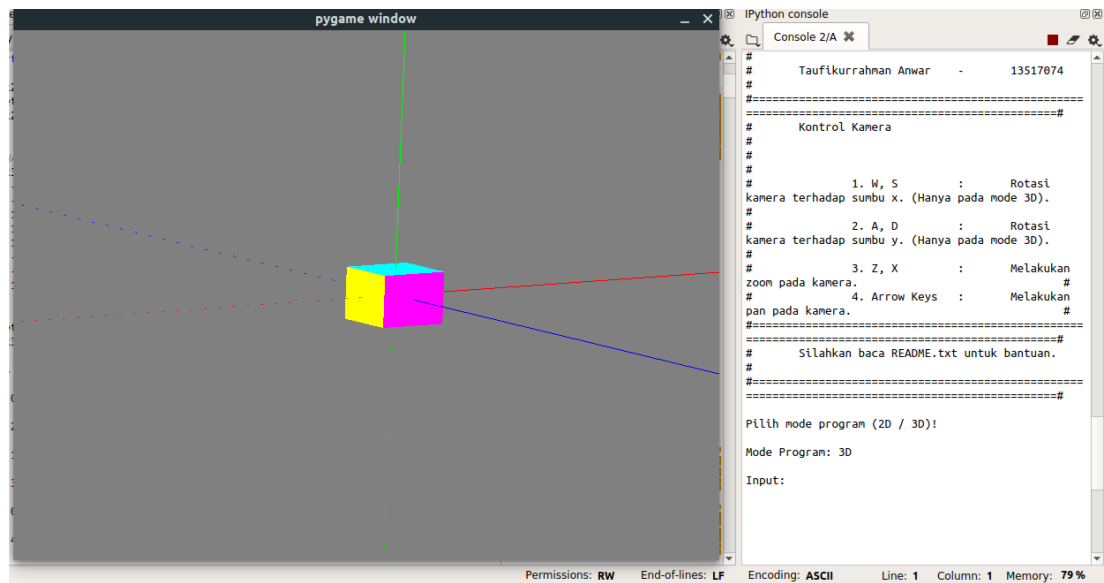 pygame window
IPython console
Console 2/A
#
# Taufikurrahman Anwar - 13517074
#
#==================================================
===============================================#
# Kontrol Kamera
#
#
#
# 1. W, S : Rotasi
kamera terhadap sumbu x. (Hanya pada mode 3D).
#
# 2. A, D : Rotasi
kamera terhadap sumbu y. (Hanya pada mode 3D).
#
# 3. Z, X : Melakukan
zoom pada kamera. #
# 4. Arrow Keys : Melakukan
pan pada kamera. #
#==================================================
===============================================#
# Silahkan baca README.txt untuk bantuan.
#
#==================================================
===============================================#
Pilih mode program (2D / 3D)!
Mode Program: 3D
Input:
Permissions: RW End-of-lines: LF Encoding: ASCII Line: 1 Column: 1 Memory: 79 %